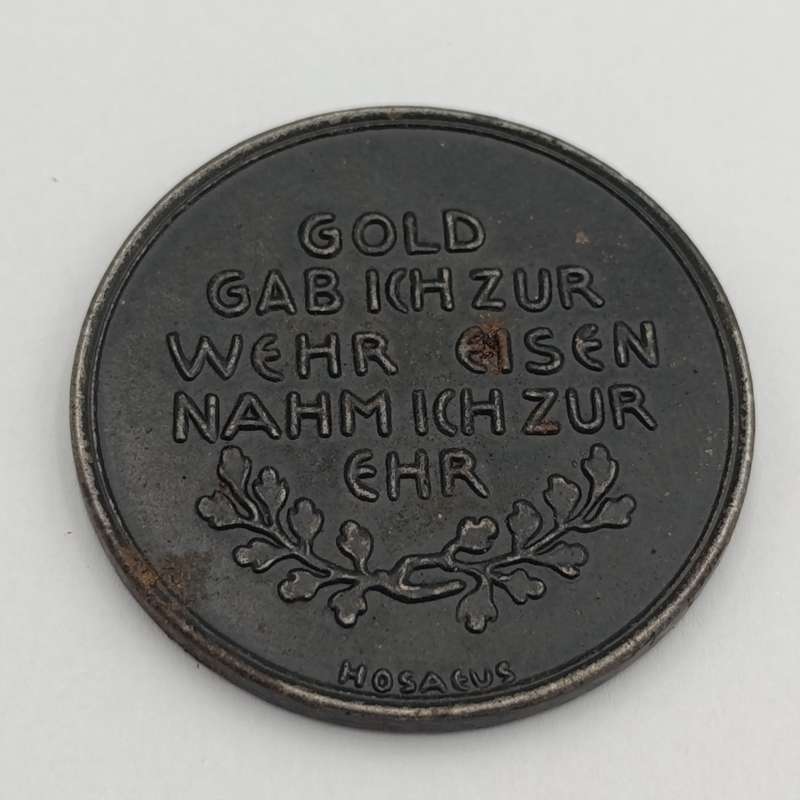 GOLD
GAB ICH ZUR
WEHR EISEN
NAHM ICH ZUR
EHR
HOSAEUS